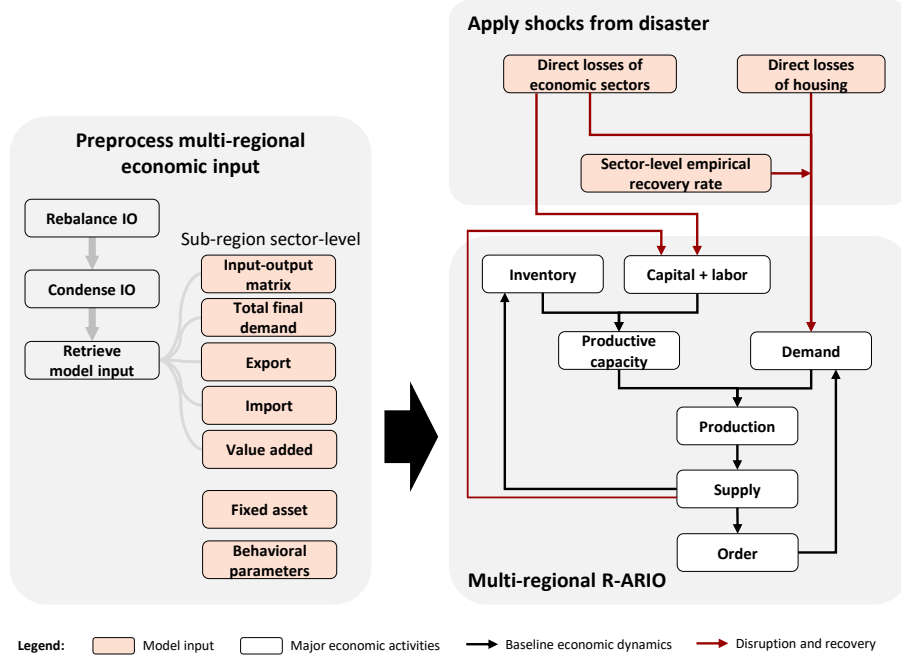 Apply shocks from disaster
Direct losses of
economic sectors
Direct losses
of housing
Sector-level empirical
recovery rate
Preprocess multi-regional
economic input
Rebalance IO
Condense IO
Retrieve
model input
Sub-region sector-level
Input-output
matrix
Total final
demand
Export
Import
Value added
Fixed asset
Behavioral
parameters
Inventory
Capital + labor
Productive
capacity
Demand
Production
Supply
Order
Multi-regional R-ARIO
Legend:
Model input
Major economic activities
Baseline economic dynamics
Disruption and recovery